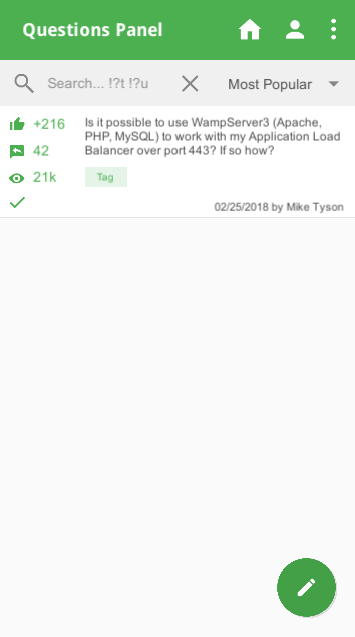 Questions Panel
Search... !?t !?u
Most Popular
+216
Is it possible to use WampServer3 (Apache,
PHP, MySQL) to work with my Application Load
Balancer over port 443? If so how?
42
21k
Tag
02/25/2018 by Mike Tyson